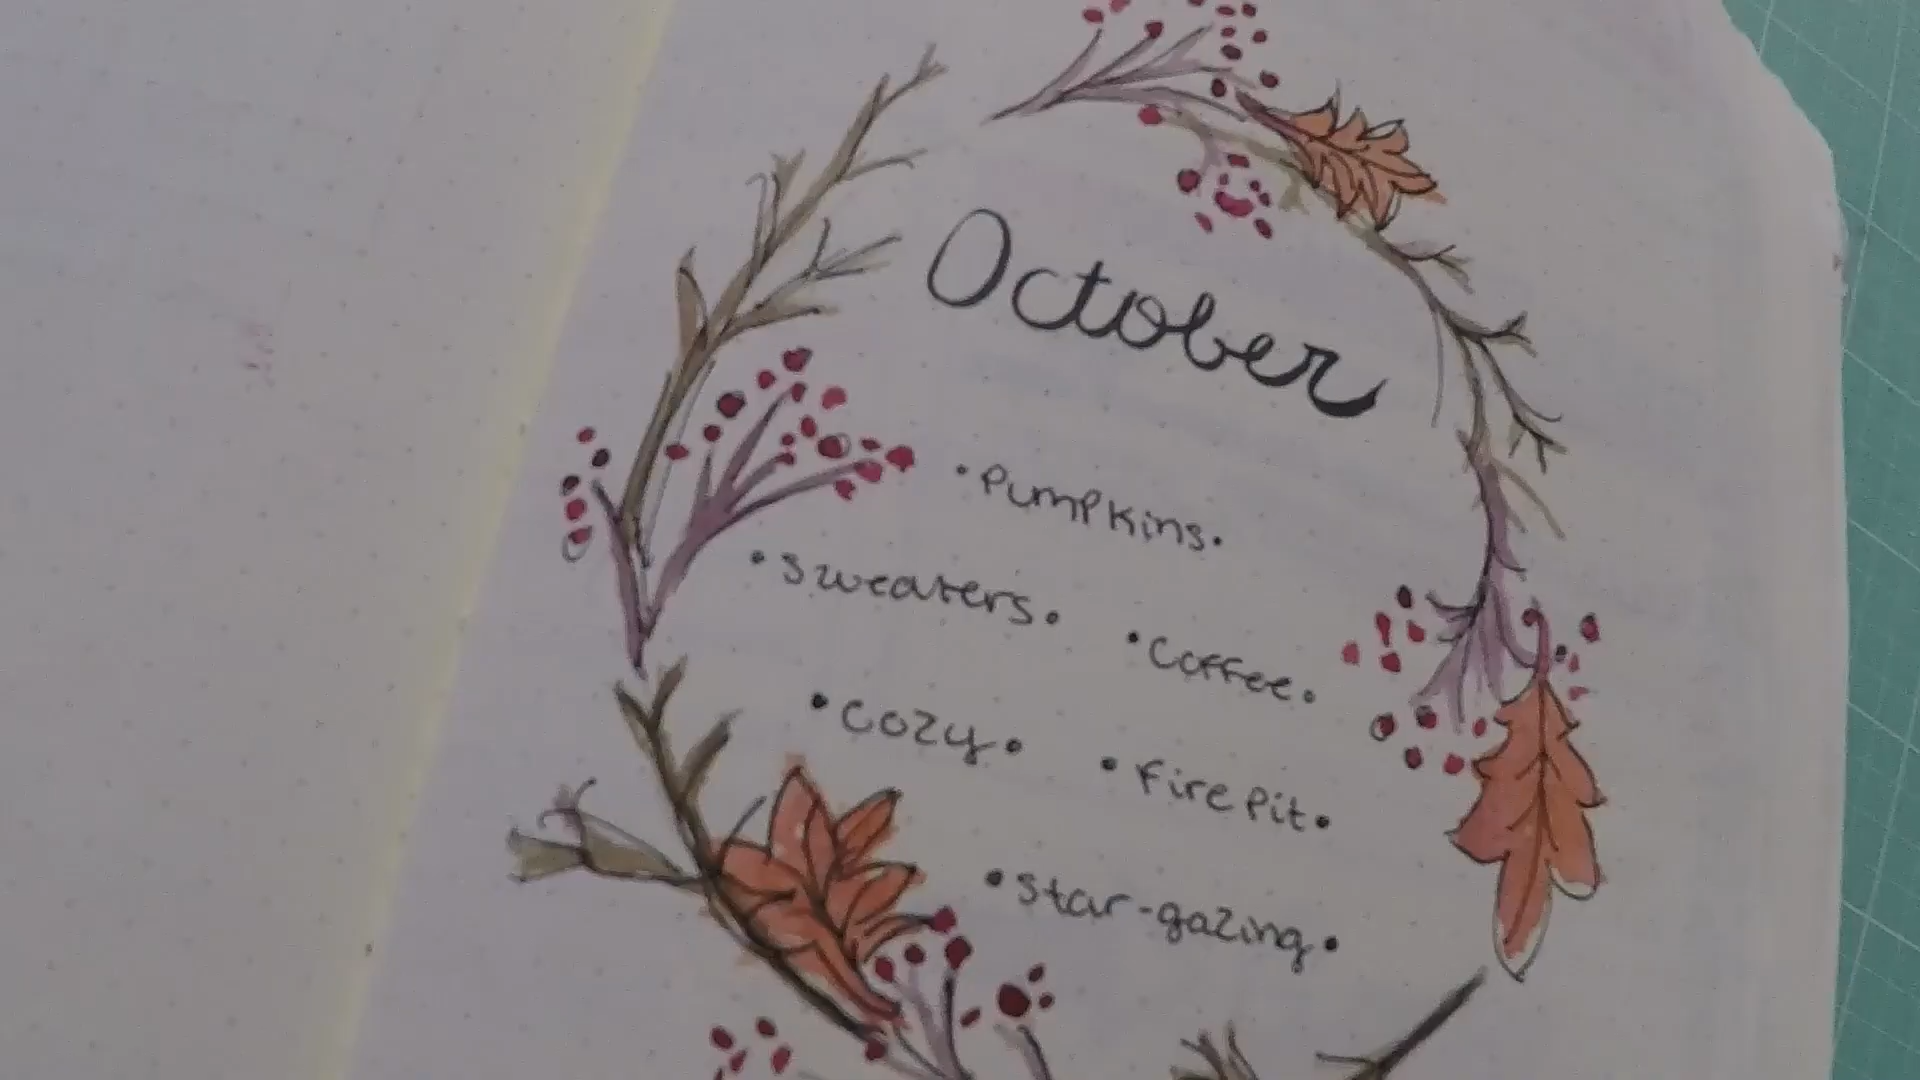 October
•Pumpkins•
•Sweaters•
•Coffee•
•Cozy•
•Fire Pit•
•Star-gazing•